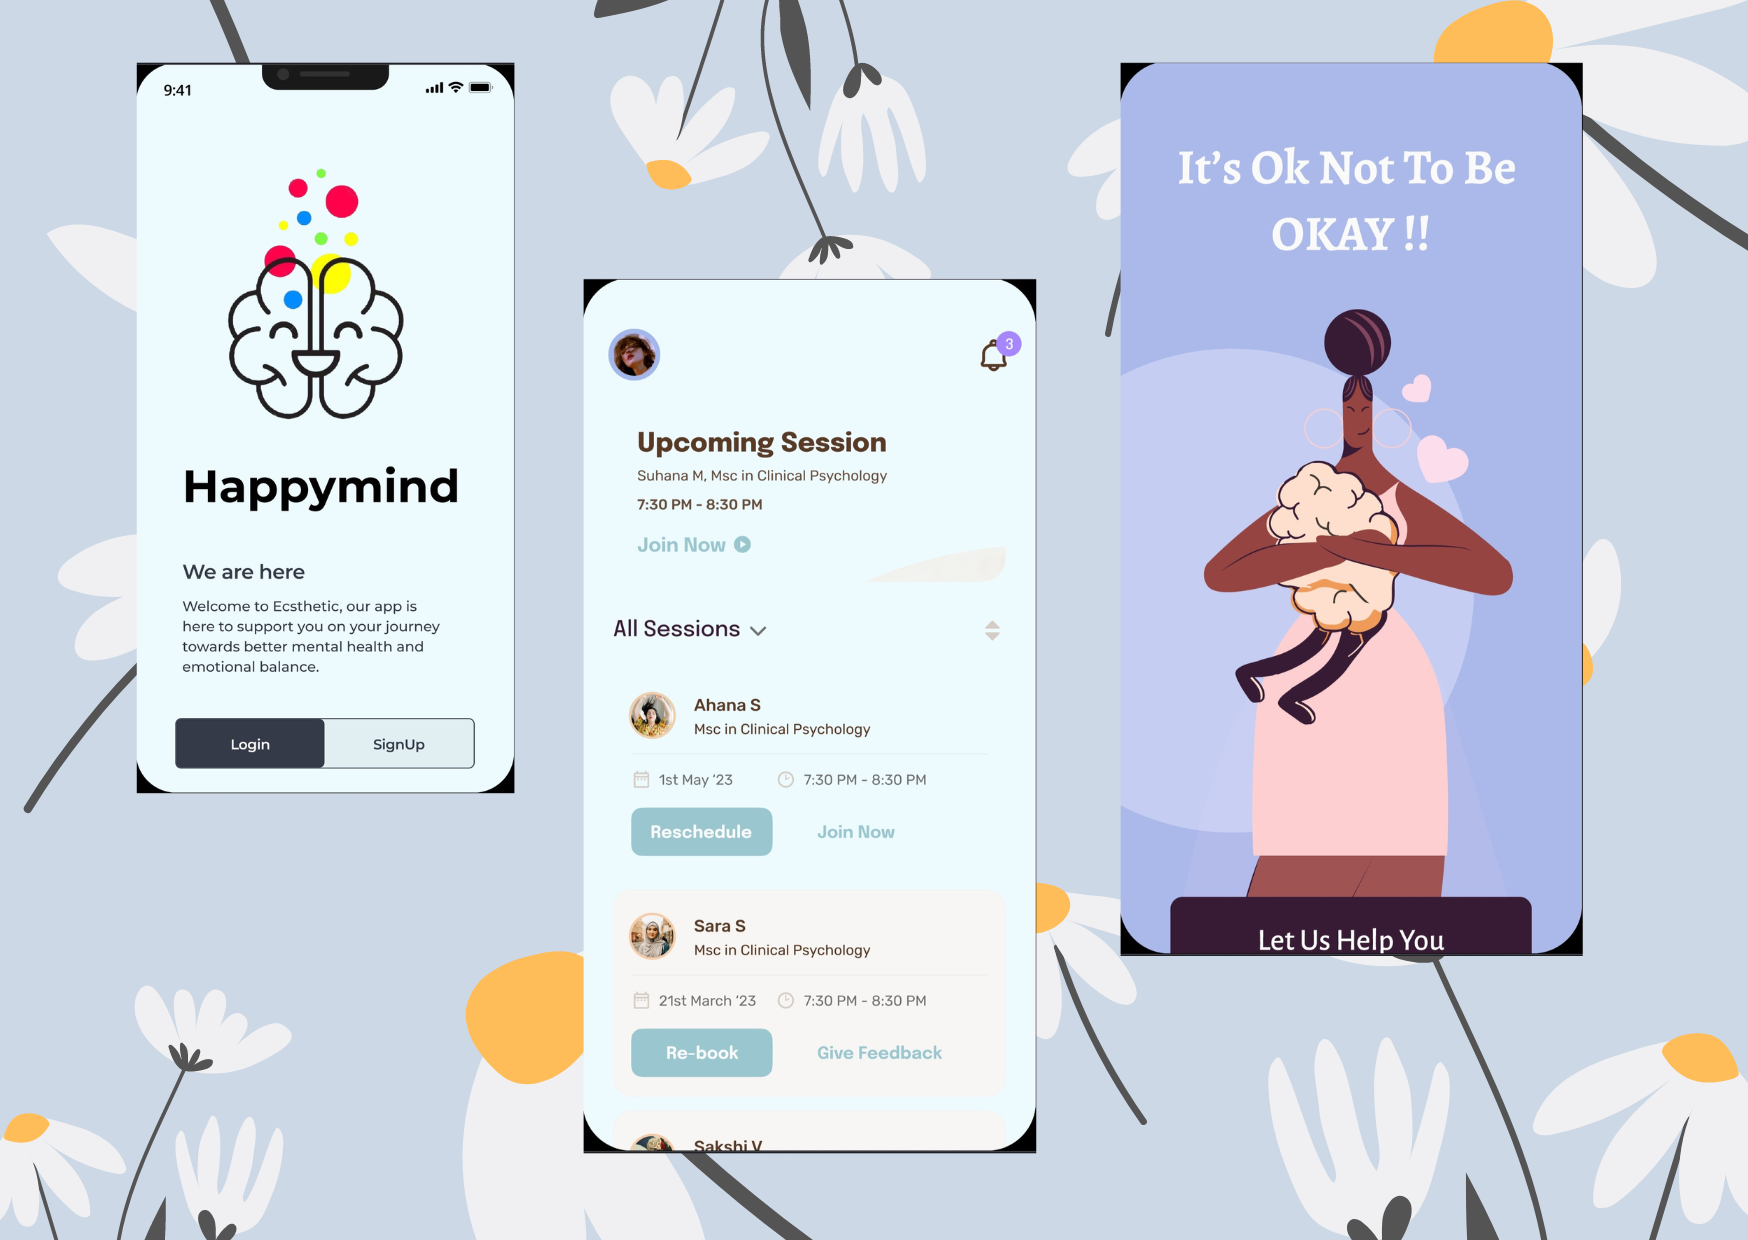 9:41
Happymind
We are here
Welcome to Ecsthetic, our app is
here to support you on your journey
towards better mental health and
emotional balance.
Login
SignUp
3
Upcoming Session
Suhana M, Msc in Clinical Psychology
7:30 PM - 8:30 PM
Join Now
All Sessions
Ahana S
Msc in Clinical Psychology
1st May '23
7:30 PM - 8:30 PM
Reschedule
Join Now
Sara S
Msc in Clinical Psychology
21st March '23
7:30 PM - 8:30 PM
Re-book
Give Feedback
Sakshi V
It's Ok Not To Be
OKAY !!
Let Us Help You